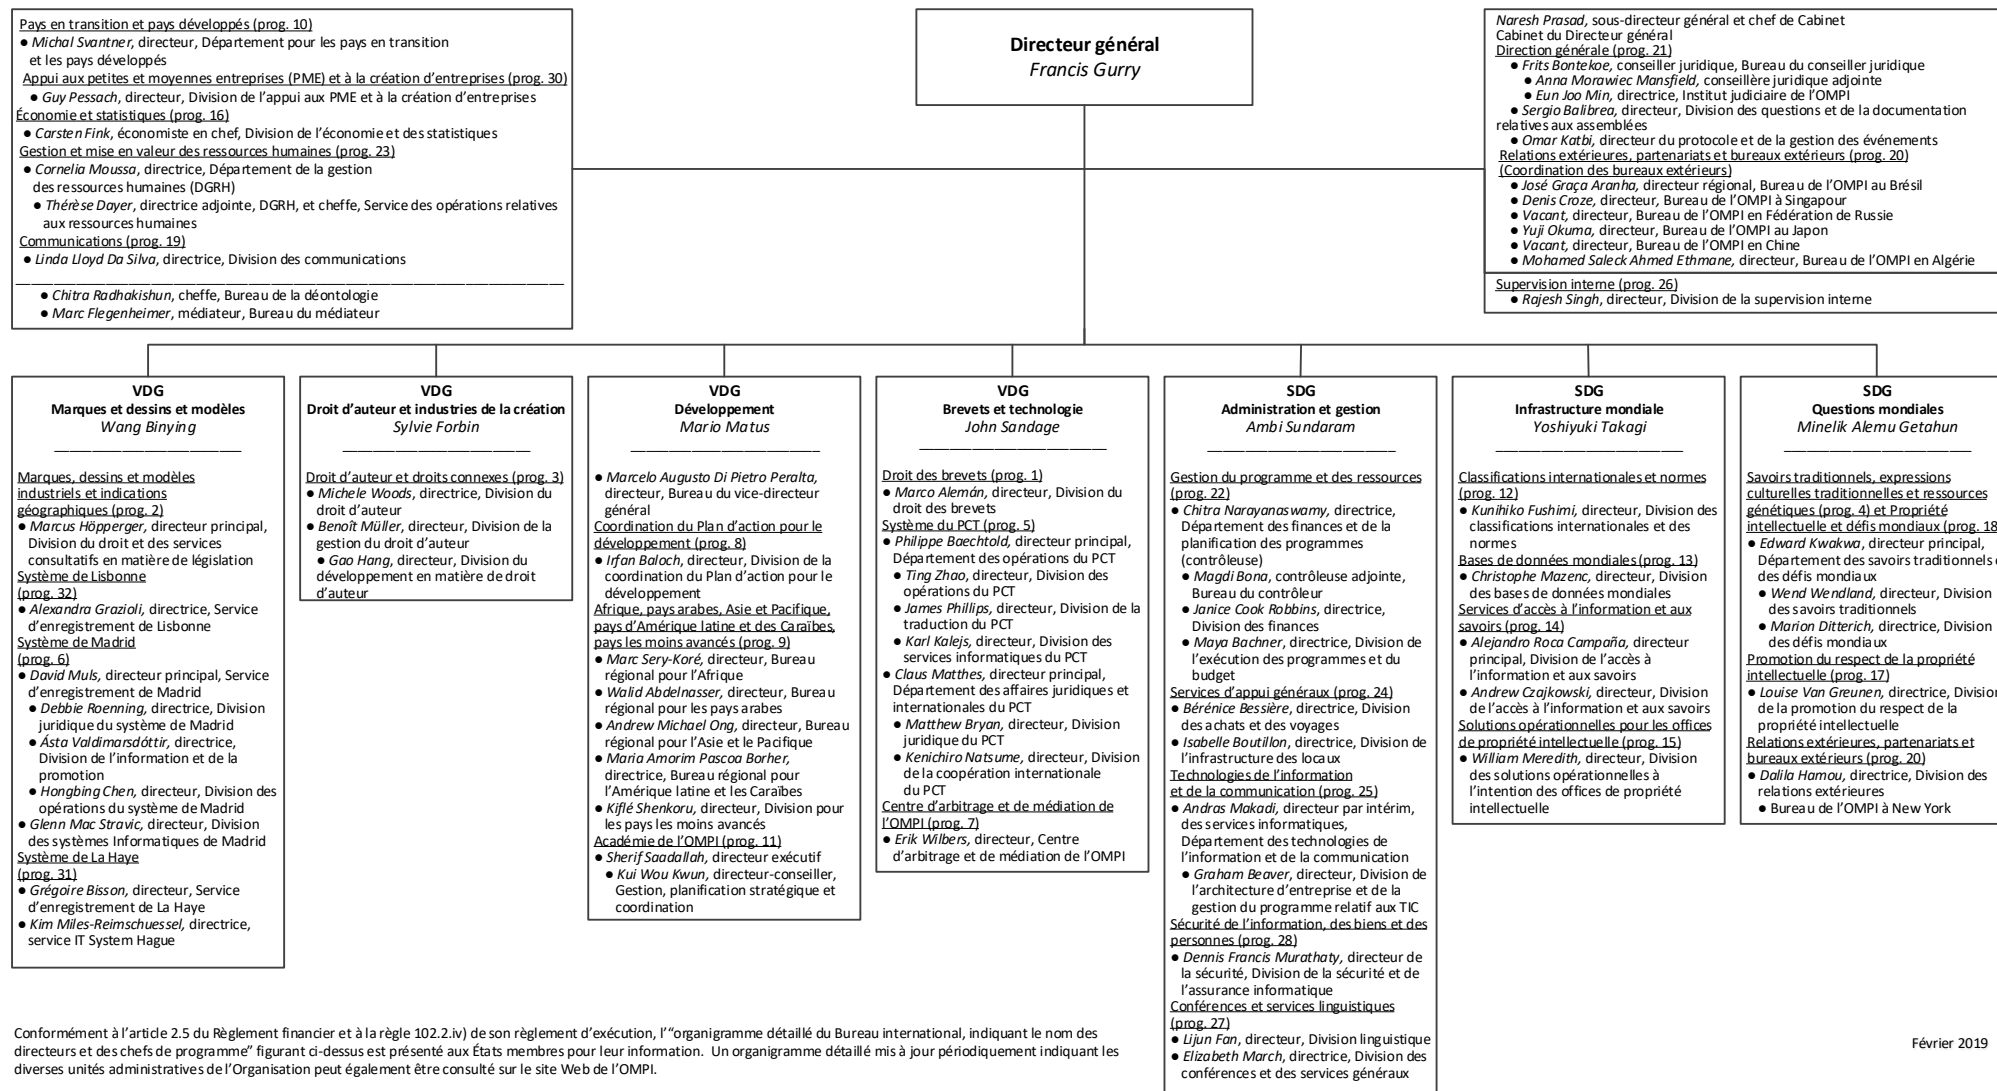 Pays en transition et pays développés (prog. 10)
● Michal Svantner, directeur, Département pour les pays en transition
et les pays développés
Appui aux petites et moyennes entreprises (PME) et à la création d'entreprises (prog. 30)
● Guy Pessach, directeur, Division de l'appui aux PME et à la création d'entreprises
Économie et statistiques (prog. 16)
● Carsten Fink, économiste en chef, Division de l'économie et des statistiques
Gestion et mise en valeur des ressources humaines (prog. 23)
● Cornelia Moussa, directrice, Département de la gestion
des ressources humaines (DGRH)
● Thérèse Dayer, directrice adjointe, DGRH, et cheffe, Service des opérations relatives
aux ressources humaines
Communications (prog. 19)
● Linda Lloyd Da Silva, directrice, Division des communications
● Chitra Radhakishun, cheffe, Bureau de la déontologie
● Marc Flegenheimer, médiateur, Bureau du médiateur
Directeur général
Francis Gurry
Naresh Prasad, sous-directeur général et chef de Cabinet
Cabinet du Directeur général
Direction générale (prog. 21)
● Frits Bontekoe, conseiller juridique, Bureau du conseiller juridique
● Anna Morawiec Mansfield, conseillère juridique adjointe
● Eun Joo Min, directrice, Institut judiciaire de l'OMPI
● Sergio Balibrea, directeur, Division des questions et de la documentation
relatives aux assemblées
● Omar Katbi, directeur du protocole et de la gestion des événements
Relations extérieures, partenariats et bureaux extérieurs (prog. 20)
(Coordination des bureaux extérieurs)
● José Graça Aranha, directeur régional, Bureau de l'OMPI au Brésil
● Denis Croze, directeur, Bureau de l'OMPI à Singapour
● Vacant, directeur, Bureau de l'OMPI en Fédération de Russie
● Yuji Okuma, directeur, Bureau de l'OMPI au Japon
● Vacant, directeur, Bureau de l'OMPI en Chine
● Mohamed Saleck Ahmed Ethmane, directeur, Bureau de l'OMPI en Algérie
Supervision interne (prog. 26)
● Rajesh Singh, directeur, Division de la supervision interne
VDG
Marques et dessins et modèles
Wang Binying
Marques, dessins et modèles
industriels et indications
géographiques (prog. 2)
● Marcus Höpperger, directeur principal,
Division du droit et des services
consultatifs en matière de législation
Système de Lisbonne
(prog. 32)
● Alexandra Grazioli, directrice, Service
d'enregistrement de Lisbonne
Système de Madrid
(prog. 6)
● David Muls, directeur principal, Service
d'enregistrement de Madrid
● Debbie Roenning, directrice, Division
juridique du système de Madrid
● Ásta Valdimarsdóttir, directrice,
Division de l'information et de la
promotion
● Hongbing Chen, directeur, Division des
opérations du système de Madrid
● Glenn Mac Stravic, directeur, Division
des systèmes Informatiques de Madrid
Système de La Haye
(prog. 31)
● Grégoire Bisson, directeur, Service
d'enregistrement de La Haye
● Kim Miles-Reimschuessel, directrice,
service IT System Hague
VDG
Droit d'auteur et industries de la création
Sylvie Forbin
Droit d'auteur et droits connexes (prog. 3)
● Michele Woods, directrice, Division du
droit d'auteur
● Benoît Müller, directeur, Division de la
gestion du droit d'auteur
● Gao Hang, directeur, Division du
développement en matière de droit
d'auteur
VDG
Développement
Mario Matus
● Marcelo Augusto Di Pietro Peralta,
directeur, Bureau du vice-directeur
général
Coordination du Plan d'action pour le
développement (prog. 8)
● Irfan Baloch, directeur, Division de la
coordination du Plan d'action pour le
développement
Afrique, pays arabes, Asie et Pacifique,
pays d'Amérique latine et des Caraïbes,
pays les moins avancés (prog. 9)
● Marc Sery-Koré, directeur, Bureau
régional pour l'Afrique
● Walid Abdelnasser, directeur, Bureau
régional pour les pays arabes
● Andrew Michael Ong, directeur, Bureau
régional pour l'Asie et le Pacifique
● Maria Amorim Pascoa Borher,
directrice, Bureau régional pour
l'Amérique latine et les Caraïbes
● Kiflé Shenkoru, directeur, Division pour
les pays les moins avancés
Académie de l'OMPI (prog. 11)
● Sherif Saadallah, directeur exécutif
● Kui Wou Kwun, directeur-conseiller,
Gestion, planification stratégique et
coordination
VDG
Brevets et technologie
John Sandage
Droit des brevets (prog. 1)
● Marco Alemán, directeur, Division du
droit des brevets
Système du PCT (prog. 5)
● Philippe Baechtold, directeur principal,
Département des opérations du PCT
● Ting Zhao, directeur, Division des
opérations du PCT
● James Phillips, directeur, Division de la
traduction du PCT
● Karl Kalejs, directeur, Division des
services informatiques du PCT
● Claus Matthes, directeur principal,
Département des affaires juridiques et
internationales du PCT
● Matthew Bryan, directeur, Division
juridique du PCT
● Kenichiro Natsume, directeur, Division
de la coopération internationale
du PCT
Centre d'arbitrage et de médiation de
l'OMPI (prog. 7)
● Erik Wilbers, directeur, Centre
d'arbitrage et de médiation de l'OMPI
SDG
Administration et gestion
Ambi Sundaram
Gestion du programme et des ressources
(prog. 22)
● Chitra Narayanaswamy, directrice,
Département des finances et de la
planification des programmes
(contrôleuse)
● Magdi Bona, contrôleuse adjointe,
Bureau du contrôleur
● Janice Cook Robbins, directrice,
Division des finances
● Maya Bachner, directrice, Division de
l'exécution des programmes et du
budget
Services d'appui généraux (prog. 24)
● Bérénice Bessière, directrice, Division
des achats et des voyages
● Isabelle Boutillon, directrice, Division de
l'infrastructure des locaux
Technologies de l'information
et de la communication (prog. 25)
● Andras Makadi, directeur par intérim,
des services informatiques,
Département des technologies de
l'information et de la communication
● Graham Beaver, directeur, Division de
l'architecture d'entreprise et de la
gestion du programme relatif aux TIC
Sécurité de l'information, des biens et des
personnes (prog. 28)
● Dennis Francis Murathaty, directeur de
la sécurité, Division de la sécurité et de
l'assurance informatique
Conférences et services linguistiques
(prog. 27)
● Lijun Fan, directeur, Division linguistique
● Elizabeth March, directrice, Division des
conférences et des services généraux
SDG
Infrastructure mondiale
Yoshiyuki Takagi
Classifications internationales et normes
(prog. 12)
● Kunihiko Fushimi, directeur, Division des
classifications internationales et des
normes
Bases de données mondiales (prog. 13)
● Christophe Mazenc, directeur, Division
des bases de données mondiales
Services d'accès à l'information et aux
savoirs (prog. 14)
● Alejandro Roca Campaña, directeur
principal, Division de l'accès à
l'information et aux savoirs
● Andrew Czajkowski, directeur, Division
de l'accès à l'information et aux savoirs
Solutions opérationnelles pour les offices
de propriété intellectuelle (prog. 15)
● William Meredith, directeur, Division
des solutions opérationnelles à
l'intention des offices de propriété
intellectuelle
SDG
Questions mondiales
Minelik Alemu Getahun
Savoirs traditionnels, expressions
culturelles traditionnelles et ressources
génétiques (prog. 4) et Propriété
intellectuelle et défis mondiaux (prog. 18
● Edward Kwakwa, directeur principal,
Département des savoirs traditionnels
des défis mondiaux
● Wend Wendland, directeur, Division
des savoirs traditionnels
● Marion Ditterich, directrice, Division
des défis mondiaux
Promotion du respect de la propriété
intellectuelle (prog. 17)
● Louise Van Greunen, directrice, Division
de la promotion du respect de la
propriété intellectuelle
Relations extérieures, partenariats et
bureaux extérieurs (prog. 20)
● Dalila Hamou, directrice, Division des
relations extérieures
● Bureau de l'OMPI à New York
Conformément à l'article 2.5 du Règlement financier et à la règle 102.2.iv) de son règlement d'exécution, l'"organigramme détaillé du Bureau international, indiquant le nom des
directeurs et des chefs de programme" figurant ci-dessus est présenté aux États membres pour leur information. Un organigramme détaillé mis à jour périodiquement indiquant les
diverses unités administratives de l'Organisation peut également être consulté sur le site Web de l'OMPI.
Février 2019